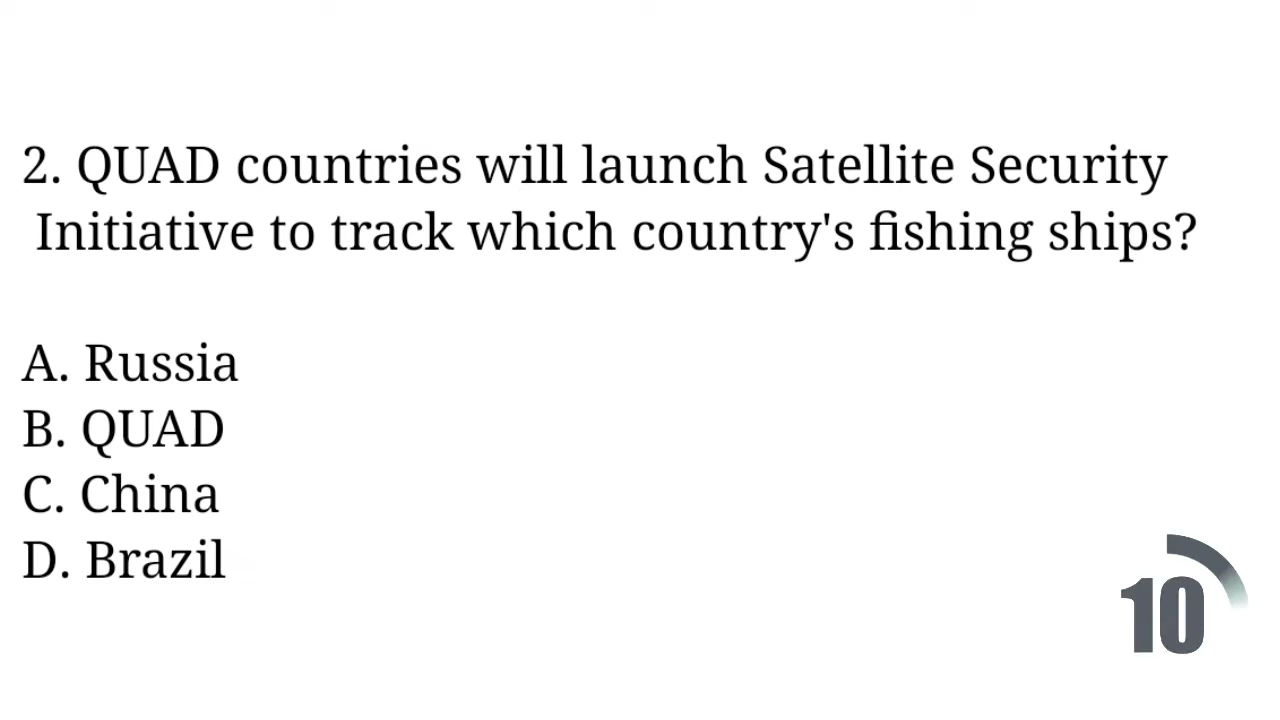 2. QUAD countries will launch Satellite Security
Initiative to track which country's fishing ships?
A. Russia
B. QUAD
C. China
D. Brazil
10